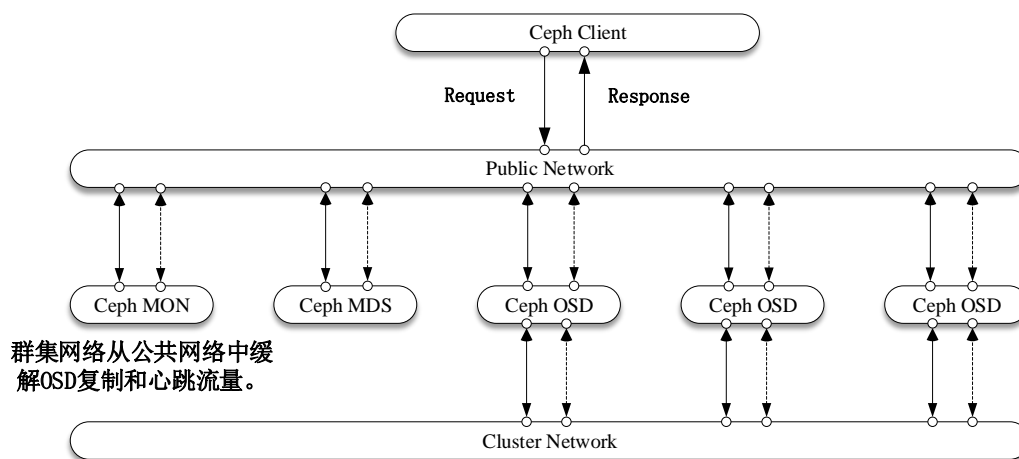 Ceph Client
Request
Response
Public Network
Ceph MON
Ceph MDS
Ceph OSD
Ceph OSD
Ceph OSD
群集网络从公共网络中缓
解OSD复制和心跳流量。
Cluster Network